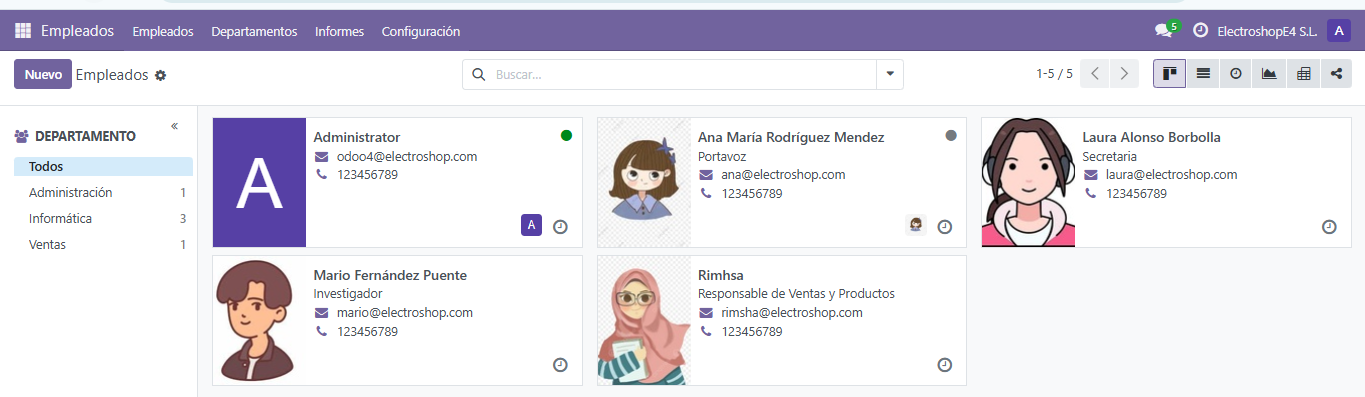 Empleados Empleados Departamentos Informes Configuración 5 ElectroshopE4 S.L. A
Nuevo Empleados Buscar... 1-5 / 5
DEPARTAMENTO
Todos
Administración 1
Informática 3
Ventas 1
A
Administrator
odoo4@electroshop.com
123456789
A
Ana María Rodríguez Mendez
Portavoz
ana@electroshop.com
123456789
Laura Alonso Borbolla
Secretaria
laura@electroshop.com
123456789
Mario Fernández Puente
Investigador
mario@electroshop.com
123456789
Rimhsa
Responsable de Ventas y Productos
rimsha@electroshop.com
123456789